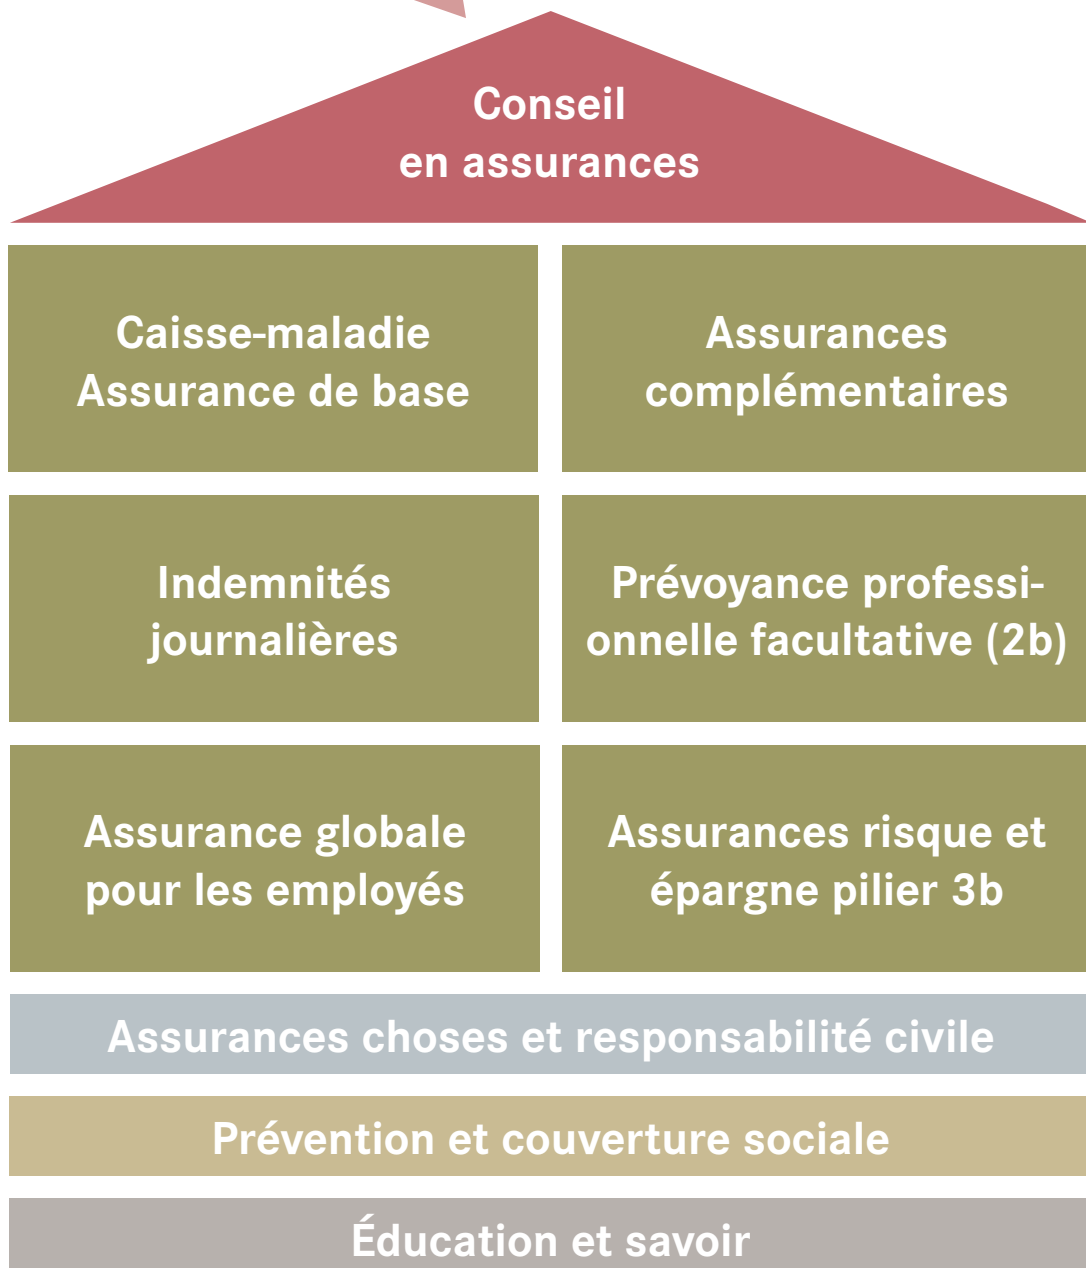 Conseil
en assurances
Caisse-maladie
Assurance de base
Assurances
complémentaires
Indemnités
journalières
Prévoyance professi-
onnelle facultative (2b)
Assurance globale
pour les employés
Assurances risque et
épargne pilier 3b
Assurances choses et responsabilité civile
Prévention et couverture sociale
Éducation et savoir